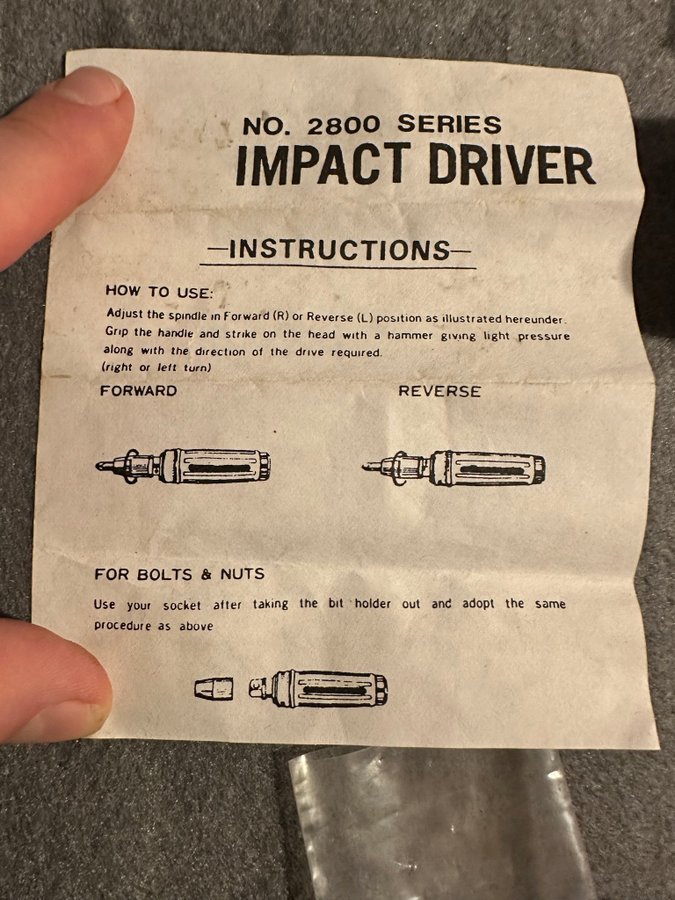 NO. 2800 SERIES
IMPACT DRIVER
—INSTRUCTIONS—
HOW TO USE:
Adjust the spindle in Forward (R) or Reverse (L) position as illustrated hereunder.
Grip the handle and strike on the head with a hammer giving light pressure
along with the direction of the drive required.
(right or left turn)
FORWARD
REVERSE
FOR BOLTS & NUTS
Use your socket after taking the bit holder out and adopt the same
procedure as above